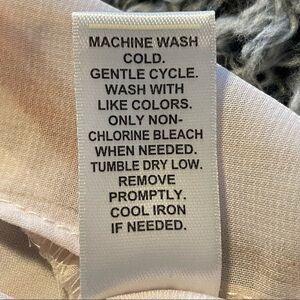 MACHINE WASH
COLD.
GENTLE CYCLE.
WASH WITH
LIKE COLORS.
ONLY NON-
CHLORINE BLEACH
WHEN NEEDED.
TUMBLE DRY LOW.
REMOVE
PROMPTLY.
COOL IRON
IF NEEDED.